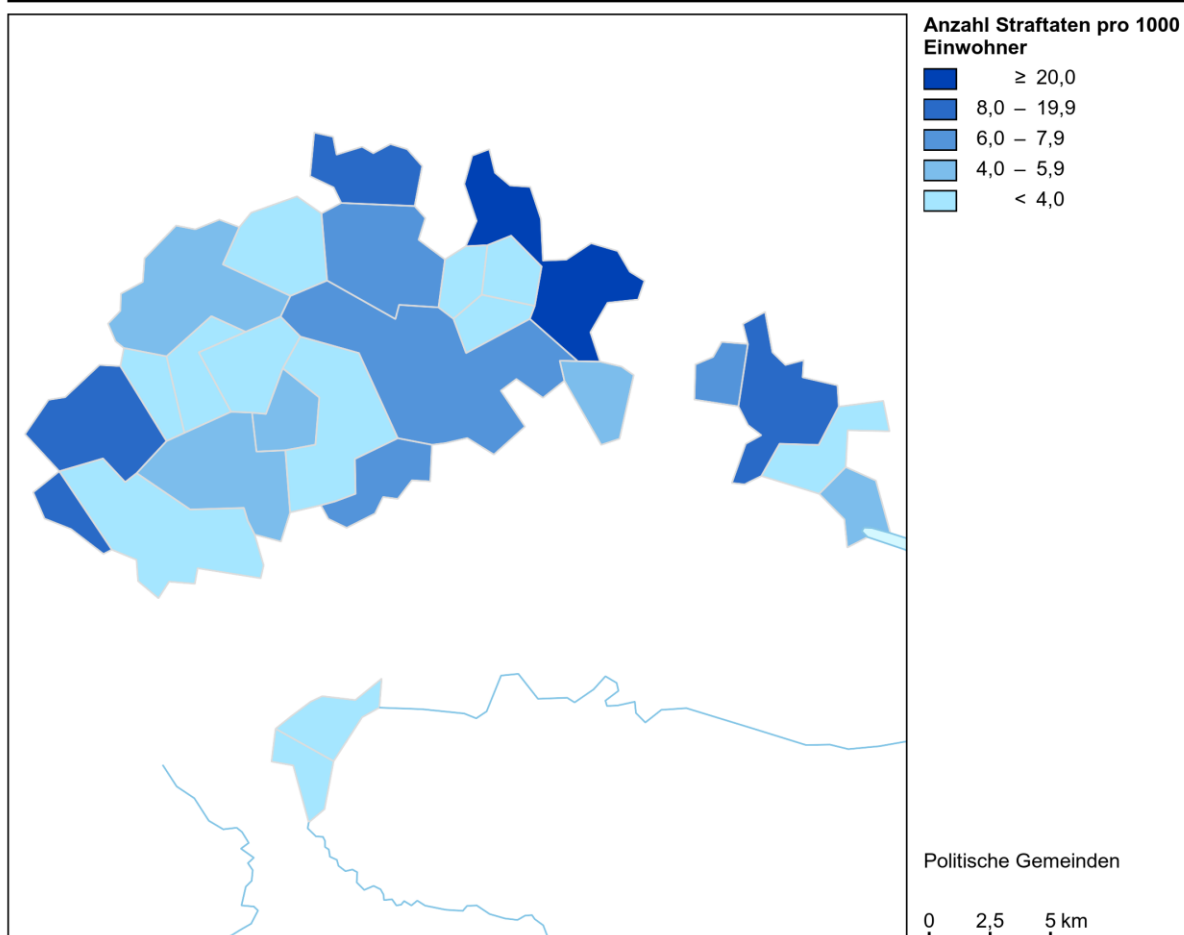 Anzahl Straftaten pro 1000
Einwohner
≥ 20,0
8,0 – 19,9
6,0 – 7,9
4,0 – 5,9
< 4,0
Politische Gemeinden
0 2,5 5 km